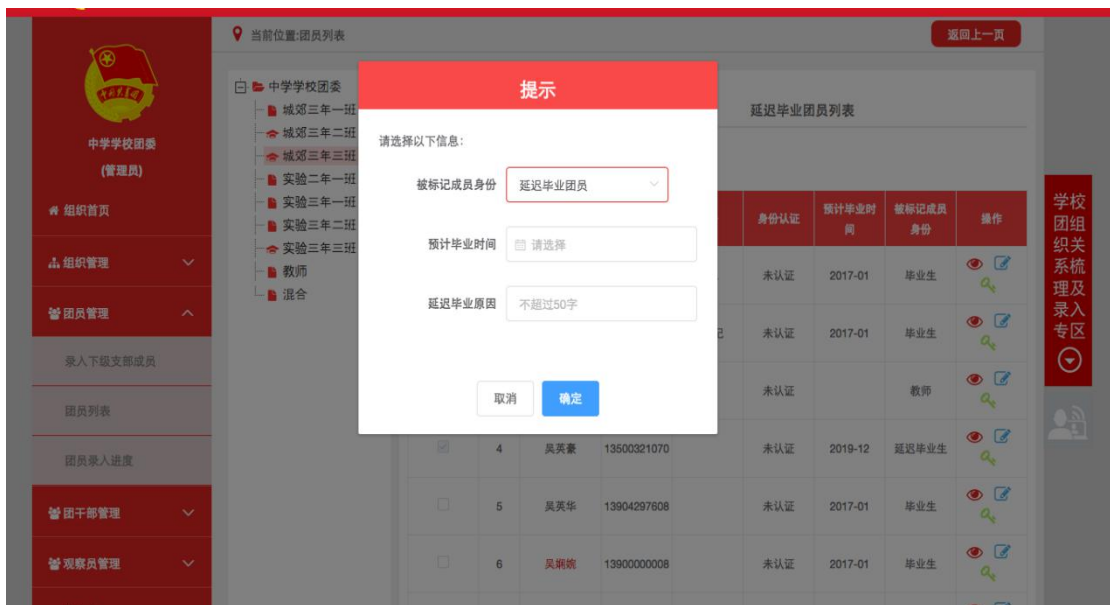 当前位置:团员列表
返回上一页
中学学校团委
(管理员)
组织首页
组织管理
团员管理
录入下级支部成员
团员列表
团员录入进度
团干部管理
观察员管理
中学学校团委
城郊三年一班
城郊三年二班
城郊三年三班
实验二年一班
实验三年一班
实验三年二班
实验三年三班
教师
混合
提示
请选择以下信息:
被标记成员身份
延迟毕业团员
预计毕业时间
请选择
延迟毕业原因
不超过50字
取消
确定
延迟毕业团员列表
身份认证
预计毕业时
间
被标记成员
身份
操作
未认证 2017-01 毕业生
未认证 2017-01 毕业生
未认证 教师
4 吴英豪 13500321070 未认证 2019-12 延迟毕业生
5 吴英华 13904297608 未认证 2017-01 毕业生
6 吴婀婉 13900000008 未认证 2017-01 毕业生
学校
团组
织关
系梳
理及
录入
专区